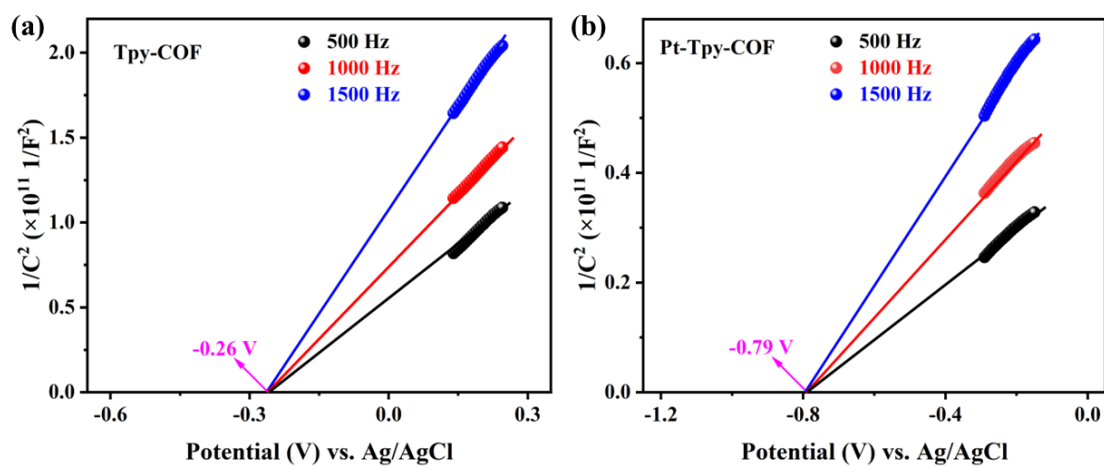 (a)
Tpy-COF
500 Hz
1000 Hz
1500 Hz
1/C² (×10¹¹ 1/F²)
2.0
1.5
1.0
0.5
0.0
-0.26 V
-0.6 -0.3 0.0 0.3
Potential (V) vs. Ag/AgCl
(b)
Pt-Tpy-COF
500 Hz
1000 Hz
1500 Hz
1/C² (×10¹¹ 1/F²)
0.6
0.4
0.2
0.0
-0.79 V
-1.2 -0.8 -0.4 0.0
Potential (V) vs. Ag/AgCl